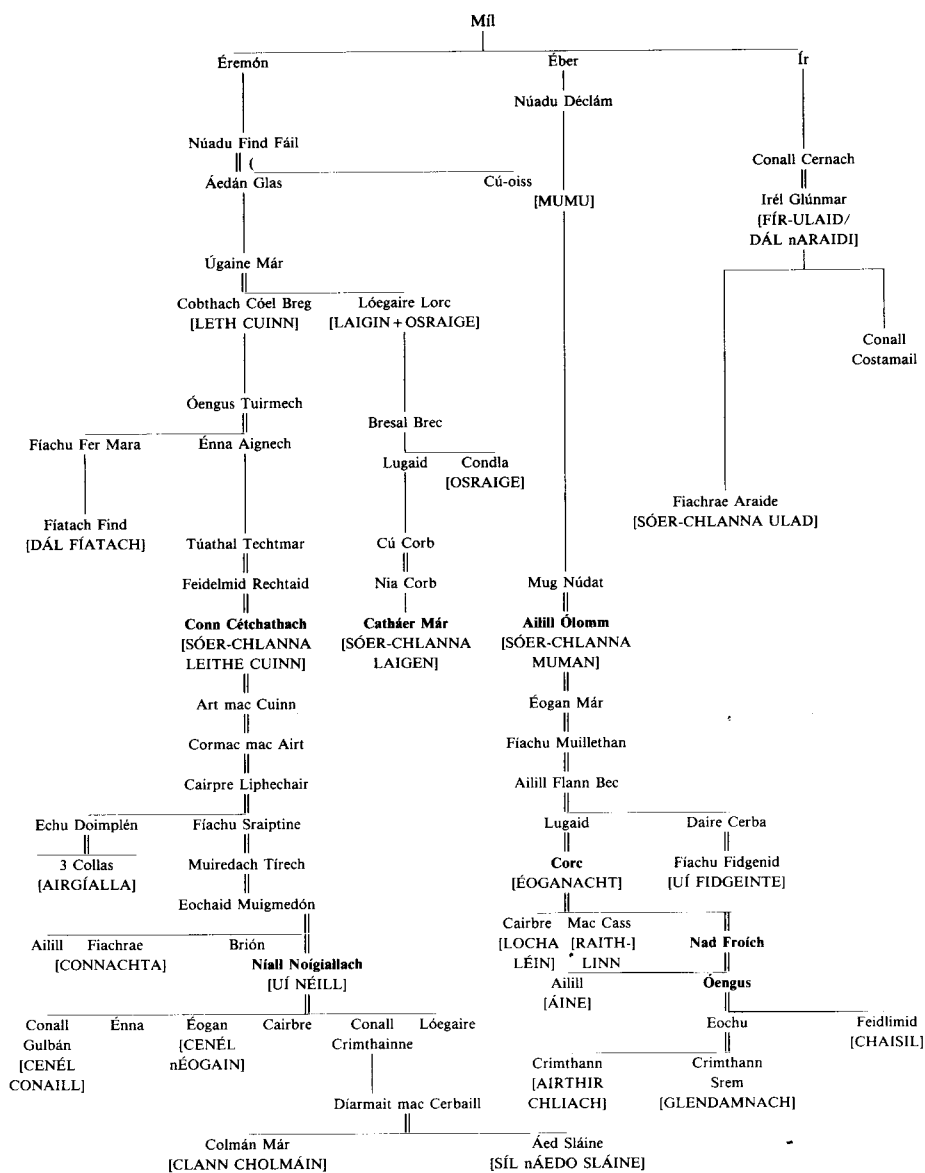 Míl
Éremón Éber Ír
Núadu Déclám
Núadu Find Fáil
Conall Cernach
Áedán Glas Cú-oiss
Irél Glúnmar
[MUMU] [FÍR-ULAID/
DÁL nARAIDI]
Úgaine Már
Cobthach Cóel Breg Lóegaire Lorc
[LETH CUINN] [LAIGIN + OSRAIGE]
Conall
Costamail
Óengus Tuirmech
Bresal Brec
Fíachu Fer Mara Énna Aignech
Lugaid Condla
[OSRAIGE]
Fiachrae Araide
[SÓER-CHLANNA ULAD]
Fíatach Find
[DÁL FÍATACH] Túathal Techtmar Cú Corb
Feidelmid Rechtaid Nia Corb Mug Núdat
Conn Cétchathach Catháer Már Ailill Ólomm
[SÓER-CHLANNA [SÓER-CHLANNA [SÓER-CHLANNA
LEITHE CUINN] LAIGEN] MUMAN]
Art mac Cuinn Éogan Már
Cormac mac Airt Fíachu Muillethan
Cairpre Liphechair Ailill Flann Bec
Echu Doimplén Fíachu Sraiptine Lugaid Daire Cerba
3 Collas Muiredach Tírech Corc Fíachu Fidgenid
[AIRGÍALLA] [ÉOGANACHT] [UÍ FIDGEINTE]
Eochaid Muigmedón
Cairbre Mac Cass
Ailill Fiachrae Brión [LOCHA [RAITH-] Nad Froích
[CONNACHTA] Níall Noígiallach LÉIN] LINN
[UÍ NÉILL] Ailill Óengus
[ÁINE]
Conall Énna Éogan Cairbre Conall Lóegaire Eochu Feidlimid
Gulbán [CENÉL Crimthainne [CHAISIL]
[CENÉL nÉOGAIN] Crimthann Crimthann
CONAILL] [AIRTHIR Srem
CHLIACH] [GLENDAMNACH]
Díarmait mac Cerbaill
Colmán Már Áed Sláine
[CLANN CHOLMÁIN] [SÍL nÁEDO SLÁINE]